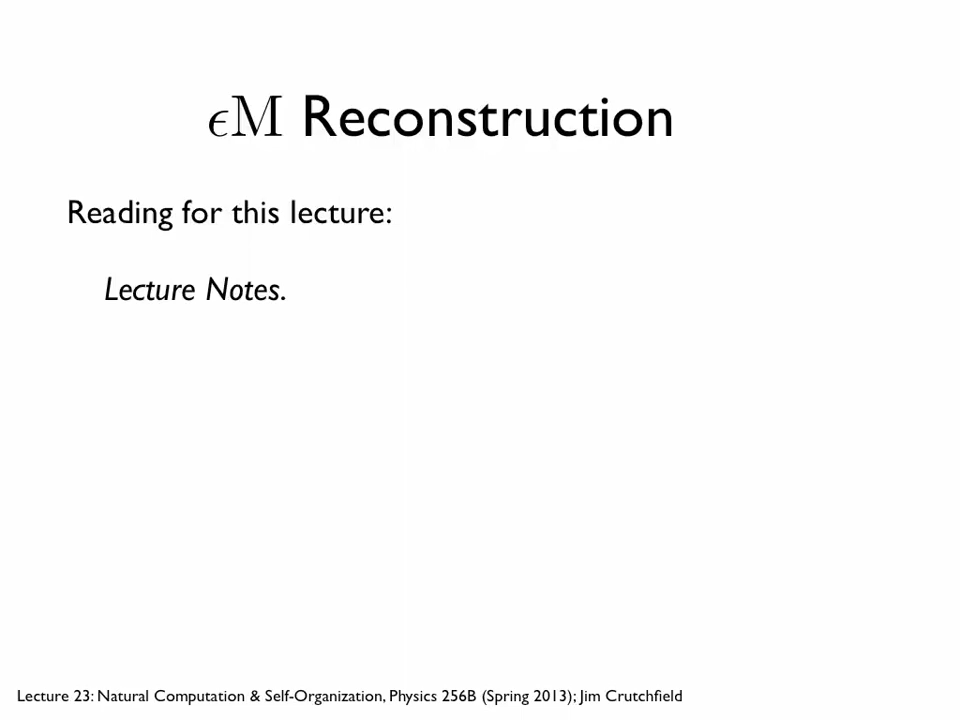 ϵM Reconstruction
Reading for this lecture:
Lecture Notes.
Lecture 23: Natural Computation & Self-Organization, Physics 256B (Spring 2013); Jim Crutchfield